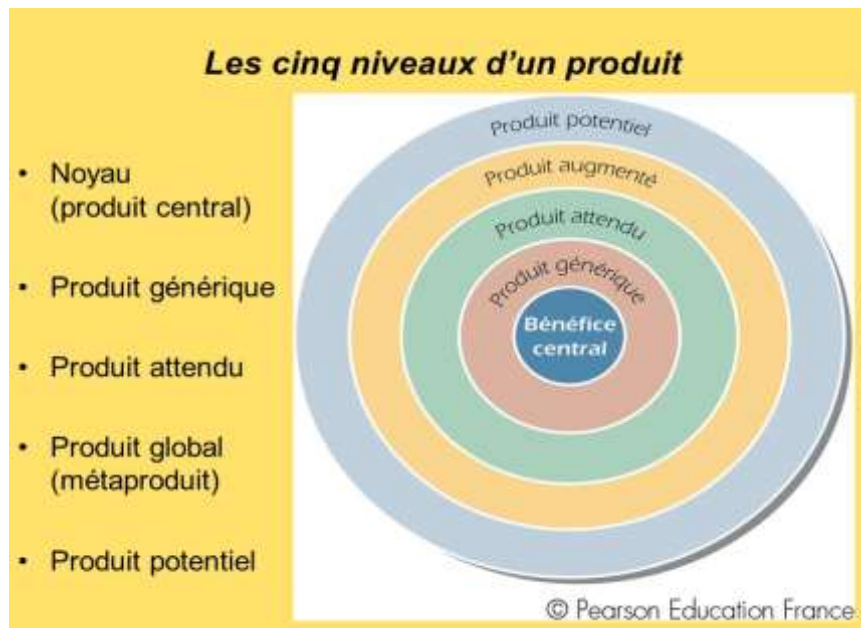 Les cinq niveaux d'un produit
• Noyau
(produit central)
• Produit générique
• Produit attendu
• Produit global
(métaproduit)
• Produit potentiel
Produit potentiel
Produit augmenté
Produit attendu
Produit générique
Bénéfice
central
© Pearson Education France